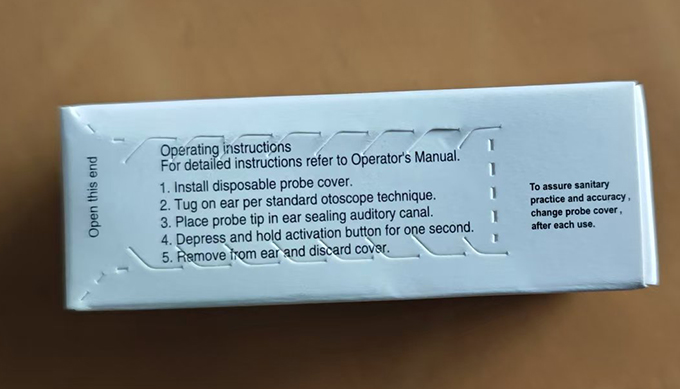 Open this end
Operating instructions
For detailed instructions refer to Operator's Manual.
1. Install disposable probe cover.
2. Tug on ear per standard otoscope technique.
3. Place probe tip in ear sealing auditory canal.
4. Depress and hold activation button for one second.
5. Remove from ear and discard cover.
To assure sanitary
practice and accuracy,
change probe cover,
after each use.